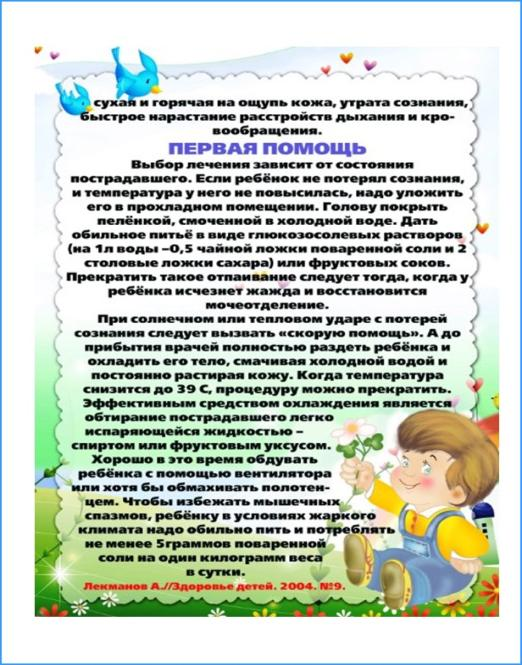 сухая и горячая на ощупь кожа, утрата сознания,
быстрое нарастание расстройств дыхания и кро-
вообращения.
ПЕРВАЯ ПОМОЩЬ
Выбор лечения зависит от состояния
пострадавшего. Если ребёнок не потерял сознания,
и температура у него не повысилась, надо уложить
его в прохладном помещении. Голову покрыть
пелёнкой, смоченной в холодной воде. Дать
обильное питьё в виде глюкозосолевых растворов
(на 1л воды –0,5 чайной ложки поваренной соли и 2
столовые ложки сахара) или фруктовых соков.
Прекратить такое отпаивание следует тогда, когда у
ребёнка исчезнет жажда и восстановится
мочеотделение.
При солнечном или тепловом ударе с потерей
сознания следует вызвать «скорую помощь». А до
прибытия врачей полностью раздеть ребёнка и
охладить его тело, смачивая холодной водой и
постоянно растирая кожу. Когда температура
снизится до 39 С, процедуру можно прекратить.
Эффективным средством охлаждения является
обтирание пострадавшего легко
испаряющейся жидкостью –
спиртом или фруктовым уксусом.
Хорошо в это время обдувать
ребёнка с помощью вентилятора
или хотя бы обмахивать полотен-
цем. Чтобы избежать мышечных
спазмов, ребёнку в условиях жаркого
климата надо обильно пить и потреблять
не менее 5граммов поваренной
соли на один килограмм веса
в сутки.
Лекманов А.//Здоровье детей. 2004. №9.